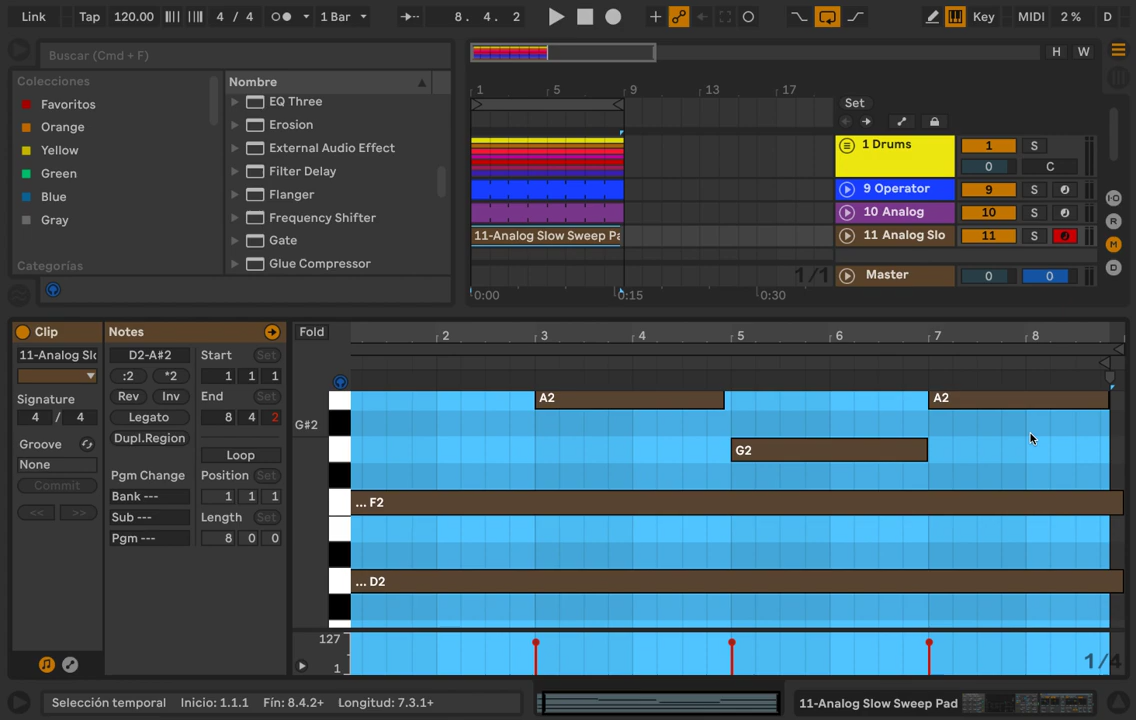 Link Tap 120.00 4 / 4 1 Bar 8. 4. 2 Key MIDI 2 % D
Buscar (Cmd + F)
Colecciones
Favoritos
Orange
Yellow
Green
Blue
Gray
Categorías
Nombre
EQ Three
Erosion
External Audio Effect
Filter Delay
Flanger
Frequency Shifter
Gate
Glue Compressor
H W
1 5 9 13 17
Set
1 Drums 1 S
0 C
9 Operator 9 S
10 Analog 10 S
11-Analog Slow Sweep Pa
11 Analog Slo 11 S
1/1
Master 0 0
0:00 0:15 0:30
I·O
R
M
D
Clip
11-Analog Slo
Signature
4 / 4
Groove
None
Commit
<< >>
Notes
D2-A#2
:2 *2
Rev Inv
Legato
Dupl.Region
Pgm Change
Bank ---
Sub ---
Pgm ---
Start Set
1 1 1
End Set
8 4 2
Loop
Position Set
1 1 1
Length Set
8 0 0
Fold
2 3 4 5 6 7 8
G#2
A2 A2
G2
... F2
... D2
127
1
1/4
Selección temporal Inicio: 1.1.1 Fín: 8.4.2+ Longitud: 7.3.1+
11-Analog Slow Sweep Pad